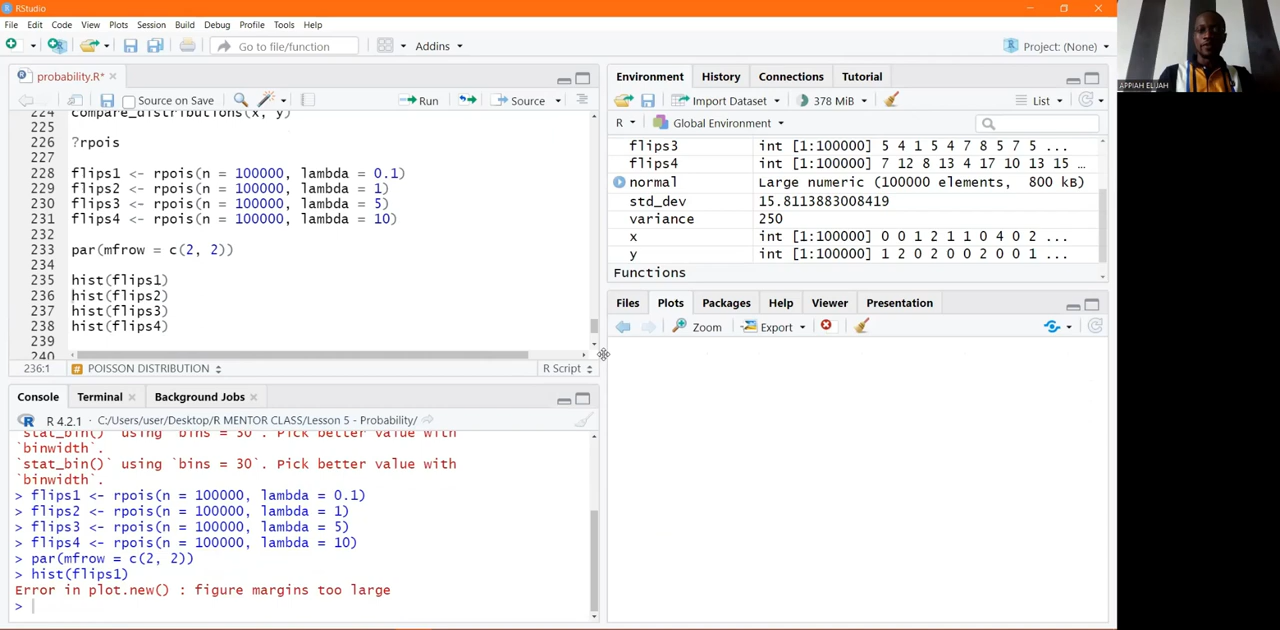 RStudio
File Edit Code View Plots Session Build Debug Profile Tools Help
Go to file/function Addins Project: (None)
probability.R*
Source on Save Run Source
224 compare_distributions(x, y)
225
226 ?rpois
227
228 flips1 <- rpois(n = 100000, lambda = 0.1)
229 flips2 <- rpois(n = 100000, lambda = 1)
230 flips3 <- rpois(n = 100000, lambda = 5)
231 flips4 <- rpois(n = 100000, lambda = 10)
232
233 par(mfrow = c(2, 2))
234
235 hist(flips1)
236 hist(flips2)
237 hist(flips3)
238 hist(flips4)
239
240
236:1 # POISSON DISTRIBUTION R Script
Console Terminal Background Jobs
R 4.2.1 · C:/Users/user/Desktop/R MENTOR CLASS/Lesson 5 - Probability/
`stat_bin()` using `bins = 30`. Pick better value with
`binwidth`.
`stat_bin()` using `bins = 30`. Pick better value with
`binwidth`.
> flips1 <- rpois(n = 100000, lambda = 0.1)
> flips2 <- rpois(n = 100000, lambda = 1)
> flips3 <- rpois(n = 100000, lambda = 5)
> flips4 <- rpois(n = 100000, lambda = 10)
> par(mfrow = c(2, 2))
> hist(flips1)
Error in plot.new() : figure margins too large
>
Environment History Connections Tutorial
Import Dataset 378 MiB List
R Global Environment
flips3 int [1:100000] 5 4 1 5 4 7 8 5 7 5 ...
flips4 int [1:100000] 7 12 8 13 4 17 10 13 15 ...
normal Large numeric (100000 elements, 800 kB)
std_dev 15.8113883008419
variance 250
x int [1:100000] 0 0 1 2 1 1 0 4 0 2 ...
y int [1:100000] 1 2 0 2 0 0 2 0 0 1 ...
Functions
Files Plots Packages Help Viewer Presentation
Zoom Export
APPIAH ELIJAH